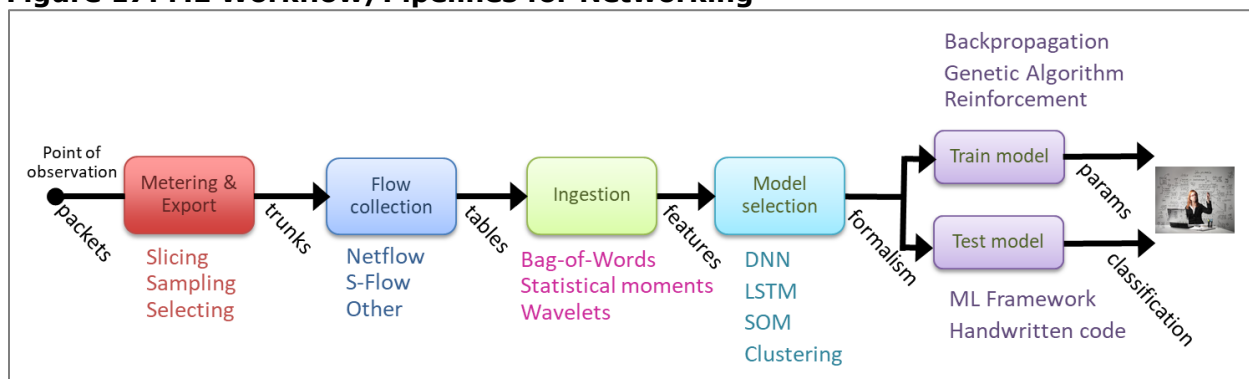 Figure 17: ML Workflow/Pipelines for Networking
Point of
observation
packets
Metering &
Export
Slicing
Sampling
Selecting
trunks
Flow
collection
Netflow
S-Flow
Other
tables
Ingestion
Bag-of-Words
Statistical moments
Wavelets
features
Model
selection
DNN
LSTM
SOM
Clustering
formalism
Backpropagation
Genetic Algorithm
Reinforcement
Train model
params
Test model
ML Framework
Handwritten code
classification